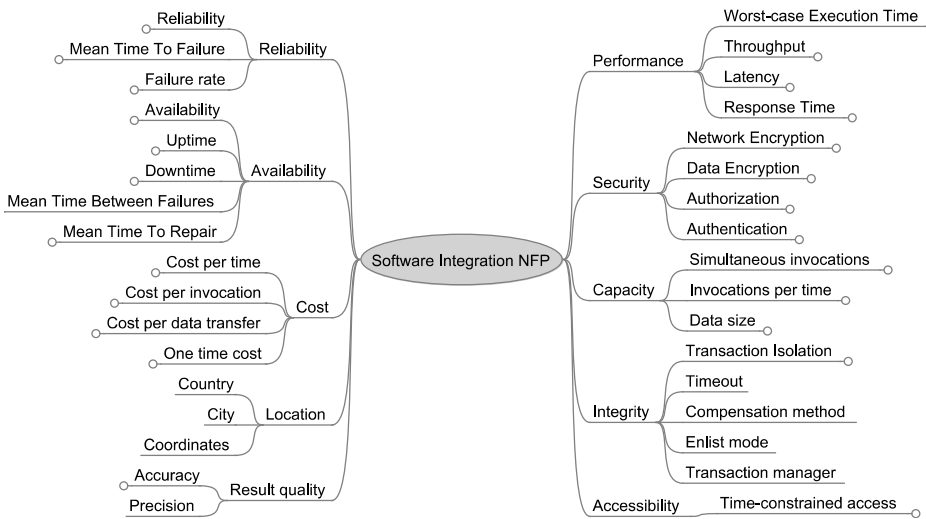 Software Integration NFP
Reliability
Reliability
Mean Time To Failure
Failure rate
Availability
Availability
Uptime
Downtime
Mean Time Between Failures
Mean Time To Repair
Cost
Cost per time
Cost per invocation
Cost per data transfer
One time cost
Location
Country
City
Coordinates
Result quality
Accuracy
Precision
Performance
Worst-case Execution Time
Throughput
Latency
Response Time
Security
Network Encryption
Data Encryption
Authorization
Authentication
Capacity
Simultaneous invocations
Invocations per time
Data size
Integrity
Transaction Isolation
Timeout
Compensation method
Enlist mode
Transaction manager
Accessibility
Time-constrained access